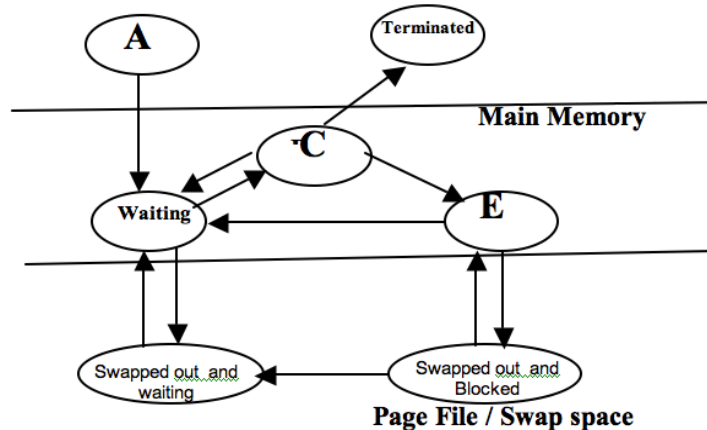 A
Terminated
Main Memory
C
Waiting
E
Swapped out and
waiting
Swapped out and
Blocked
Page File / Swap space